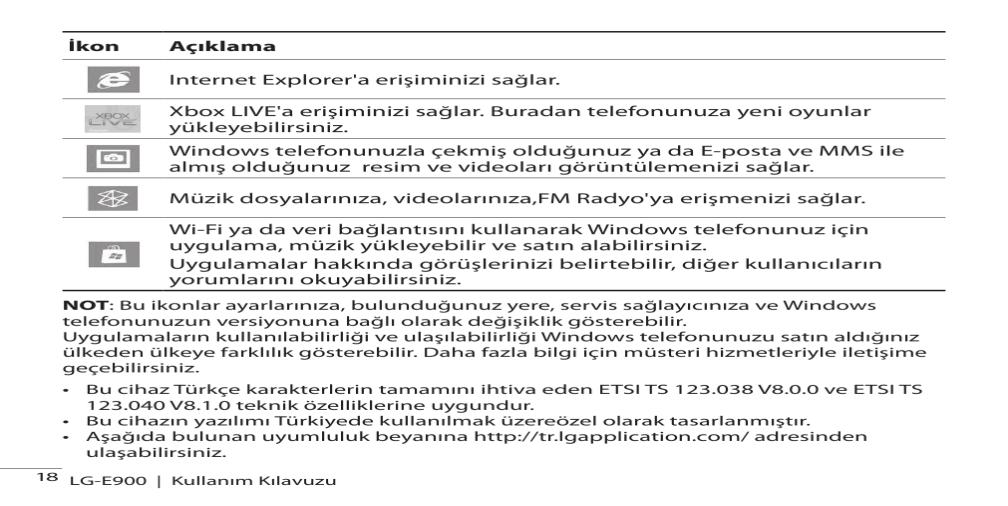 İkon Açıklama
Internet Explorer'a erişiminizi sağlar.
XBOX
LIVE
Xbox LIVE'a erişiminizi sağlar. Buradan telefonunuza yeni oyunlar
yükleyebilirsiniz.
Windows telefonunuzla çekmiş olduğunuz ya da E-posta ve MMS ile
almış olduğunuz resim ve videoları görüntülemenizi sağlar.
Müzik dosyalarınıza, videolarınıza,FM Radyo'ya erişmenizi sağlar.
Wi-Fi ya da veri bağlantısını kullanarak Windows telefonunuz için
uygulama, müzik yükleyebilir ve satın alabilirsiniz.
Uygulamalar hakkında görüşlerinizi belirtebilir, diğer kullanıcıların
yorumlarını okuyabilirsiniz.
NOT: Bu ikonlar ayarlarınıza, bulunduğunuz yere, servis sağlayıcınıza ve Windows
telefonunuzun versiyonuna bağlı olarak değişiklik gösterebilir.
Uygulamaların kullanılabilirliği ve ulaşılabilirliği Windows telefonunuzu satın aldığınız
ülkeden ülkeye farklılık gösterebilir. Daha fazla bilgi için müsteri hizmetleriyle iletişime
geçebilirsiniz.
• Bu cihaz Türkçe karakterlerin tamamını ihtiva eden ETSI TS 123.038 V8.0.0 ve ETSI TS
123.040 V8.1.0 teknik özelliklerine uygundur.
• Bu cihazın yazılımı Türkiyede kullanılmak üzereözel olarak tasarlanmıştır.
• Aşağıda bulunan uyumluluk beyanına http://tr.lgapplication.com/ adresinden
ulaşabilirsiniz.
18 LG-E900 | Kullanım Kılavuzu